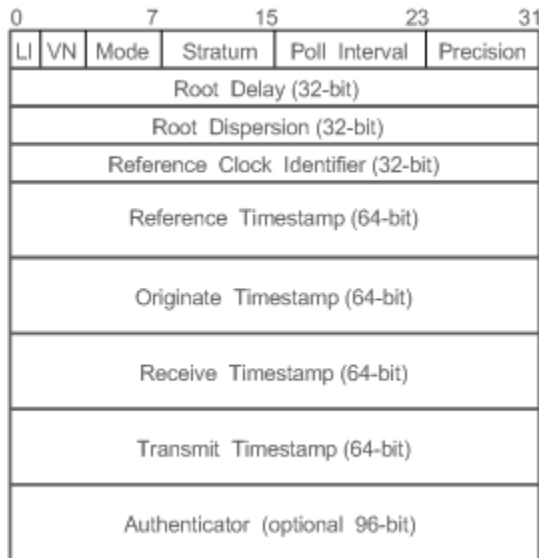 0 7 15 23 31
LI VN Mode Stratum Poll Interval Precision
Root Delay (32-bit)
Root Dispersion (32-bit)
Reference Clock Identifier (32-bit)
Reference Timestamp (64-bit)
Originate Timestamp (64-bit)
Receive Timestamp (64-bit)
Transmit Timestamp (64-bit)
Authenticator (optional 96-bit)